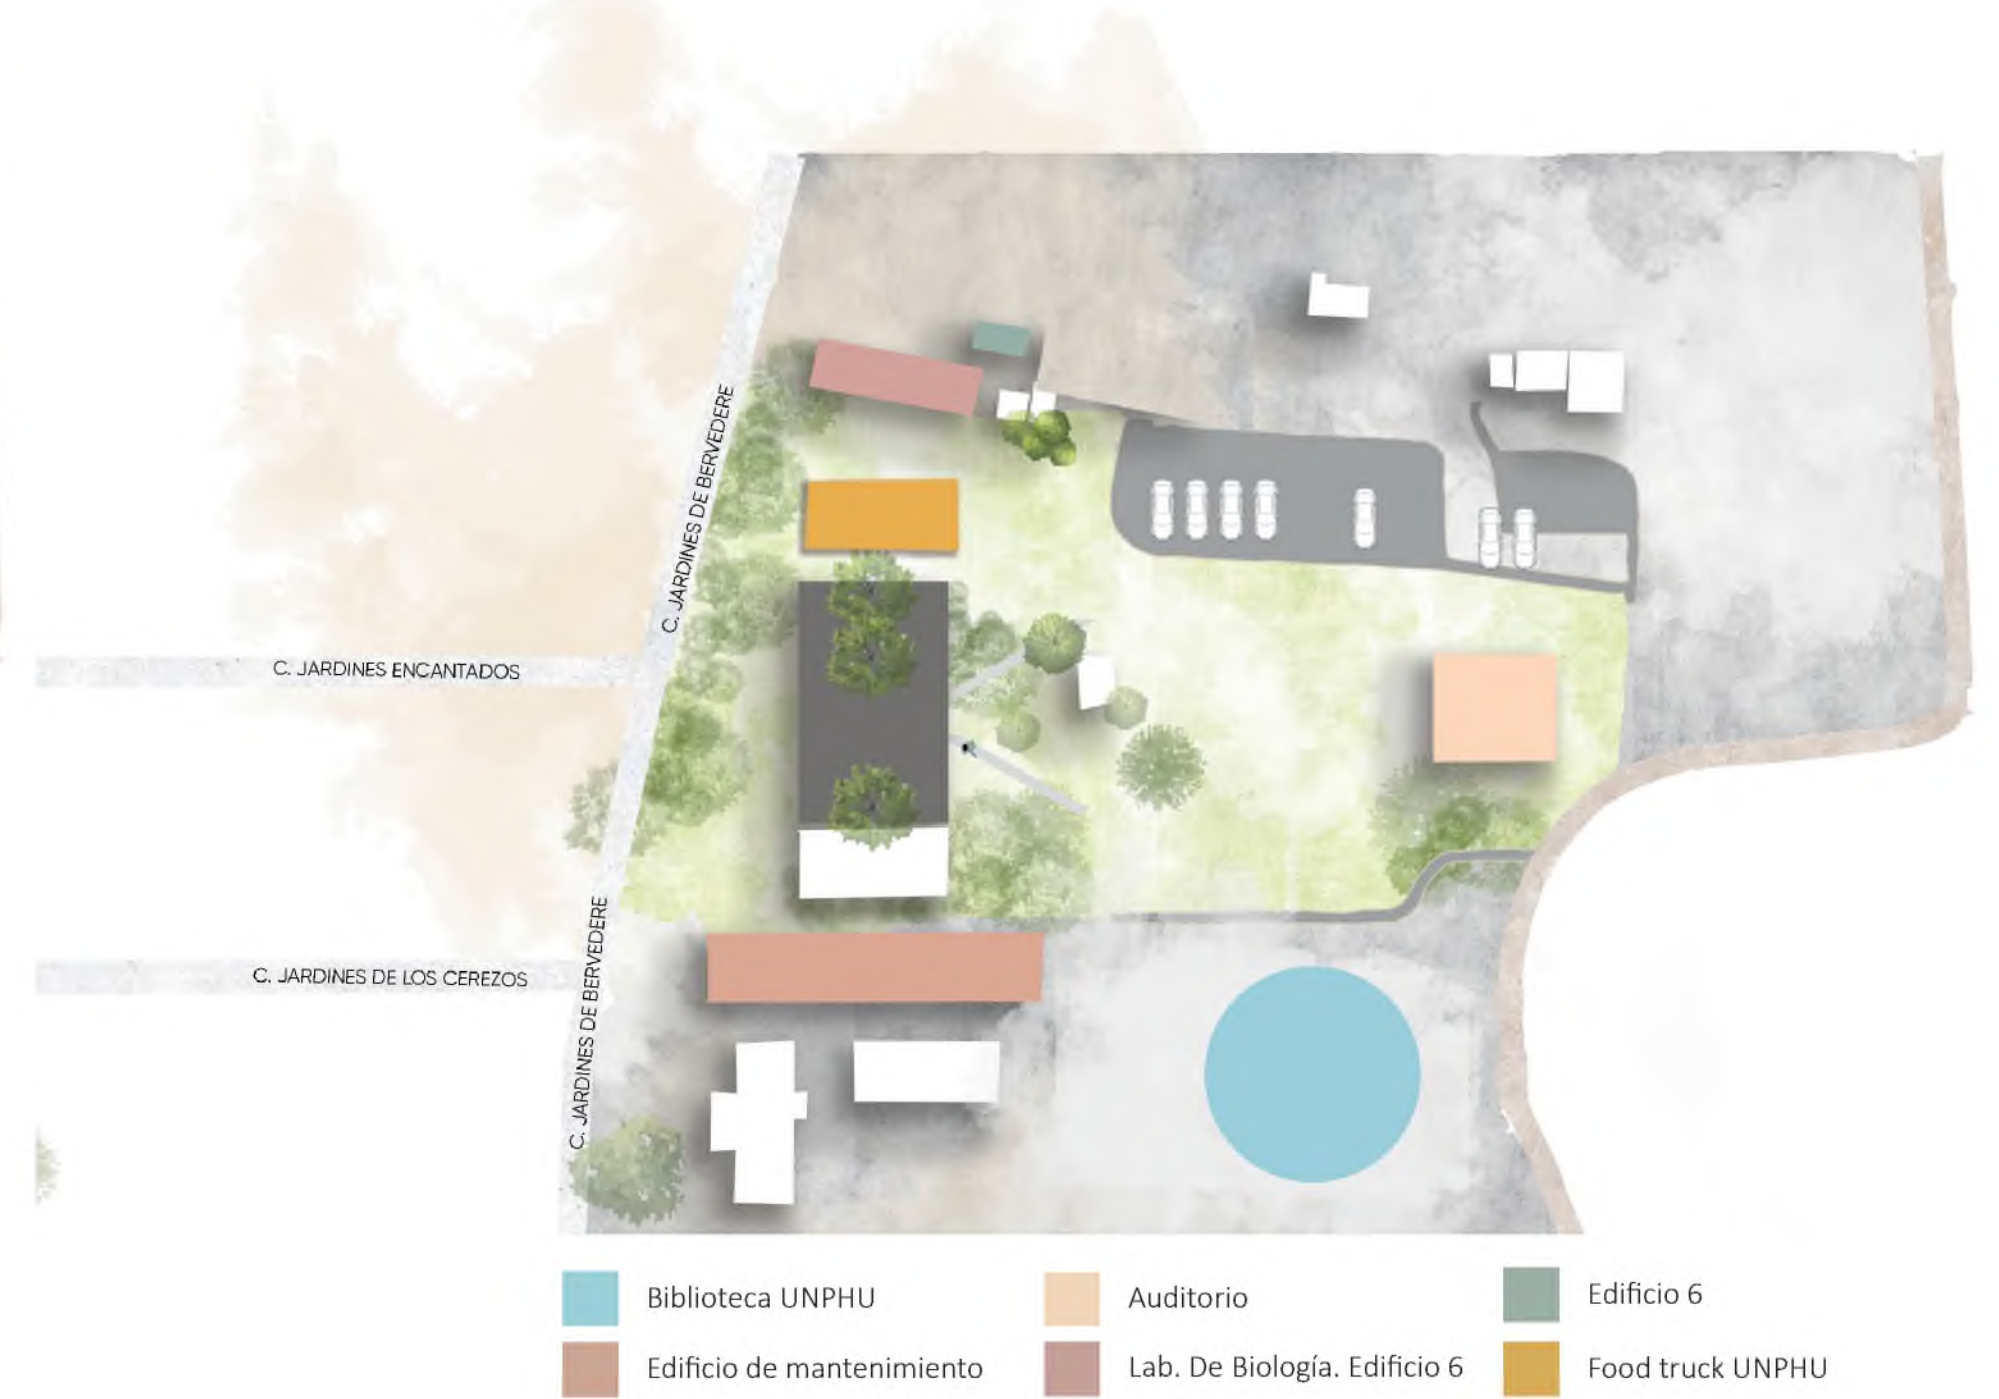 C. JARDINES DE BERVEDERE
C. JARDINES ENCANTADOS
C. JARDINES DE BERVEDERE
C. JARDINES DE LOS CEREZOS
Biblioteca UNPHU
Auditorio
Edificio 6
Edificio de mantenimiento
Lab. De Biología. Edificio 6
Food truck UNPHU